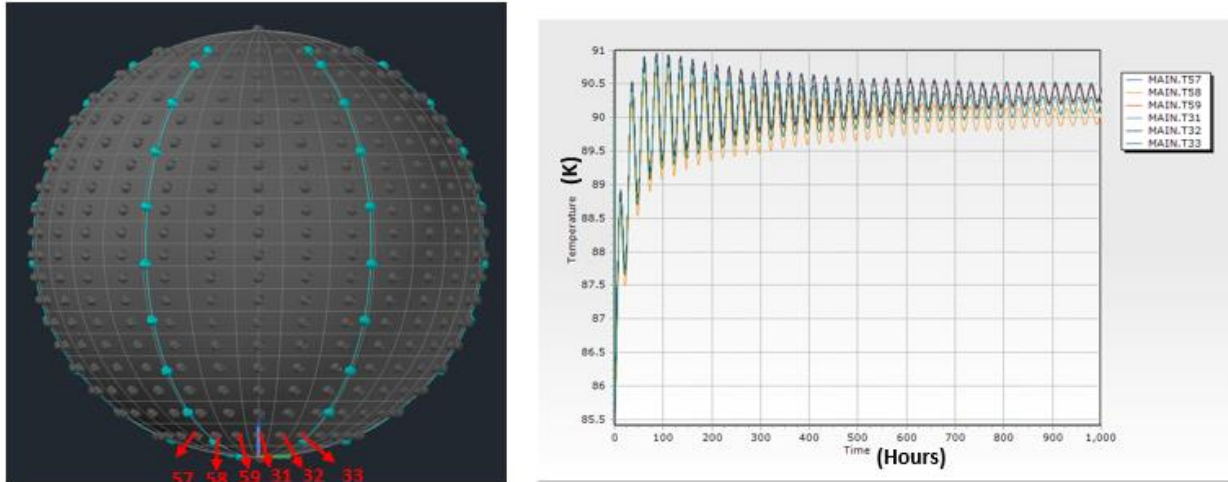 57 58 59 31 32 33
91
90.5
90
89.5
89
88.5
88
87.5
87
86.5
86
85.5
Temperature
(K)
0 100 200 300 400 500 600 700 800 900 1,000
Time
(Hours)
MAIN.T57
MAIN.T58
MAIN.T59
MAIN.T31
MAIN.T32
MAIN.T33